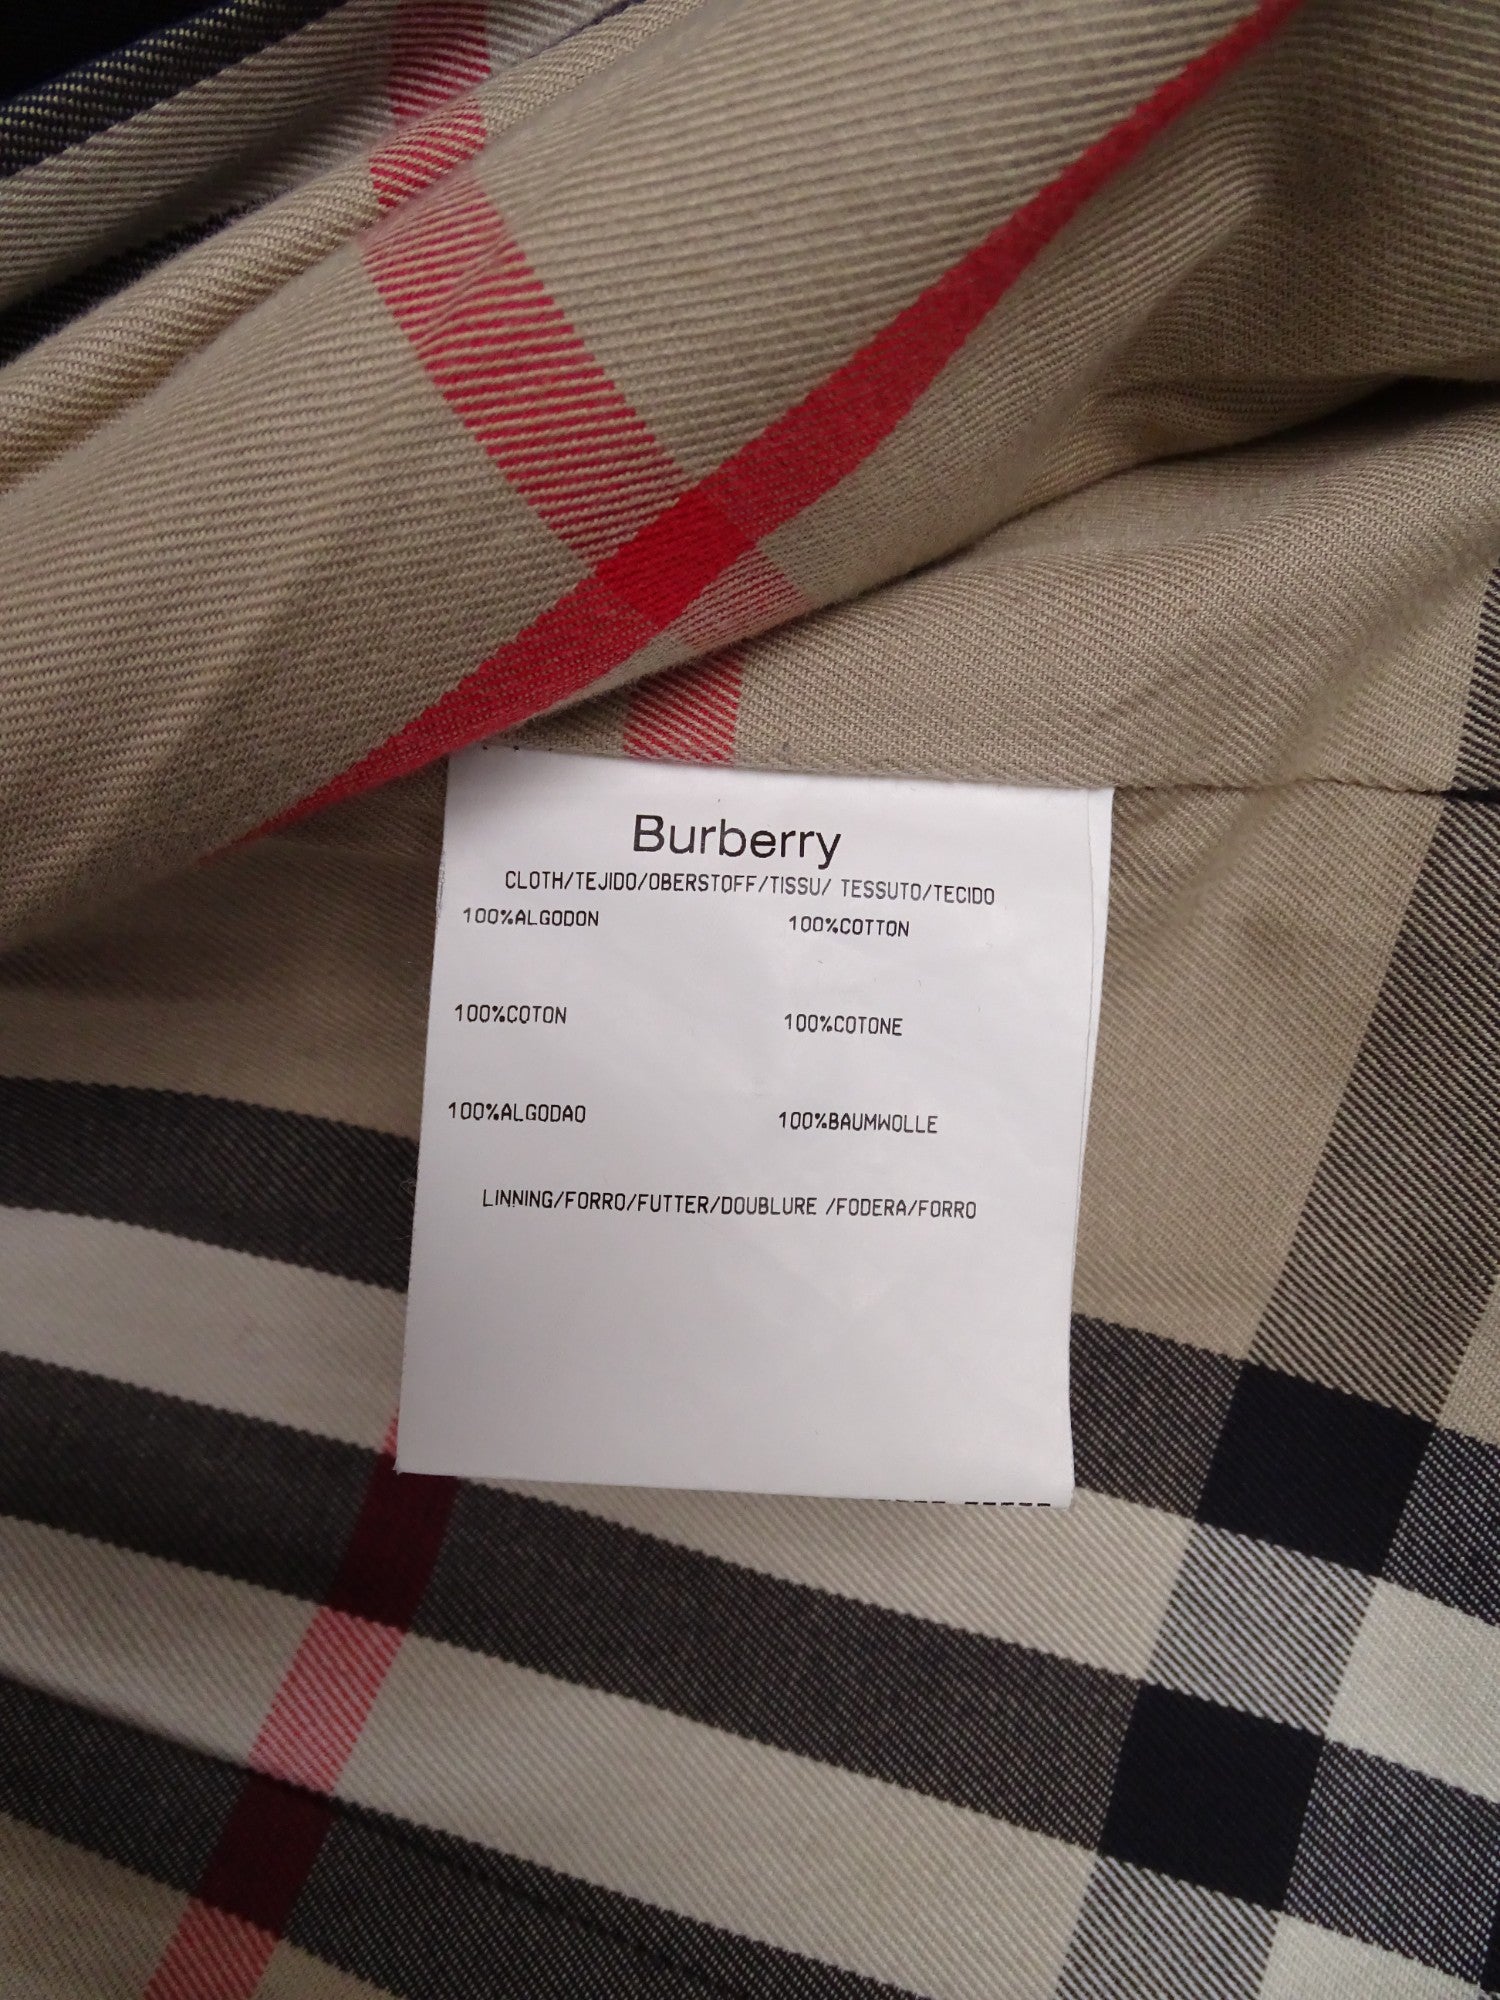 Burberry
CLOTH/TEJIDO/OBERSTOFF/TISSU/ TESSUTO/TECIDO
100%ALGODON 100%COTTON
100%COTON 100%COTONE
100%ALGODAO 100%BAUMWOLLE
LINNING/FORRO/FUTTER/DOUBLURE /FODERA/FORRO